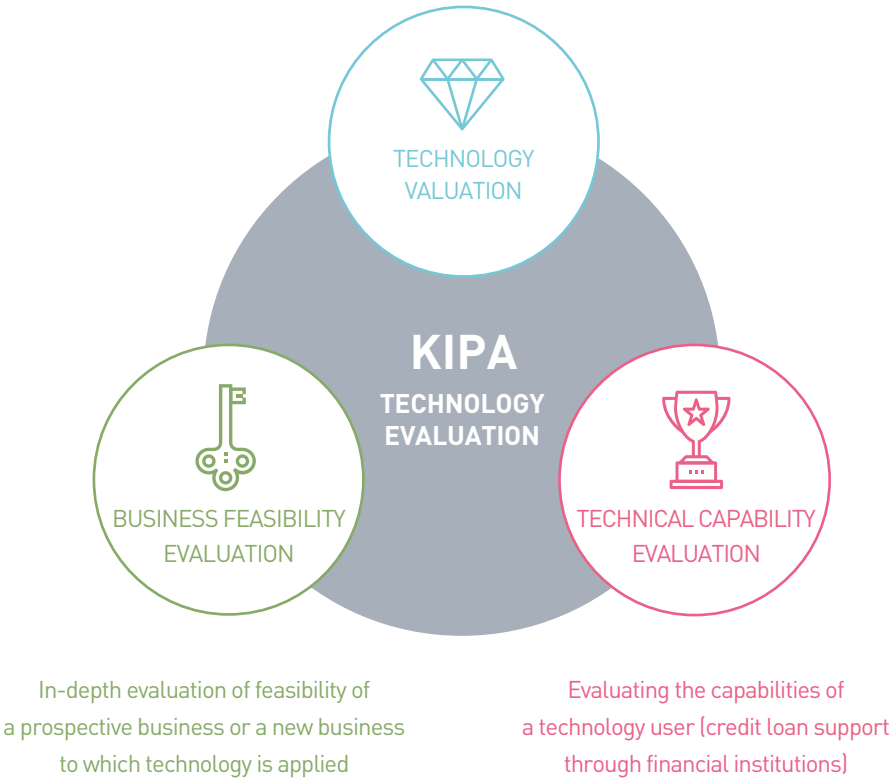 TECHNOLOGY
VALUATION
KIPA
TECHNOLOGY
EVALUATION
BUSINESS FEASIBILITY
EVALUATION
TECHNICAL CAPABILITY
EVALUATION
In-depth evaluation of feasibility of
a prospective business or a new business
to which technology is applied
Evaluating the capabilities of
a technology user (credit loan support
through financial institutions)